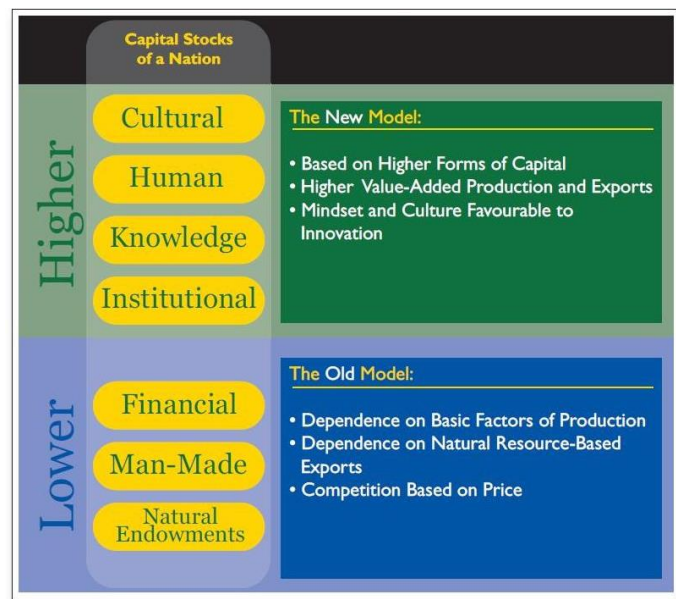 Capital Stocks
of a Nation
Higher
Cultural
Human
Knowledge
Institutional
The New Model:
• Based on Higher Forms of Capital
• Higher Value-Added Production and Exports
• Mindset and Culture Favourable to
Innovation
Lower
Financial
Man-Made
Natural
Endowments
The Old Model:
• Dependence on Basic Factors of Production
• Dependence on Natural Resource-Based
Exports
• Competition Based on Price